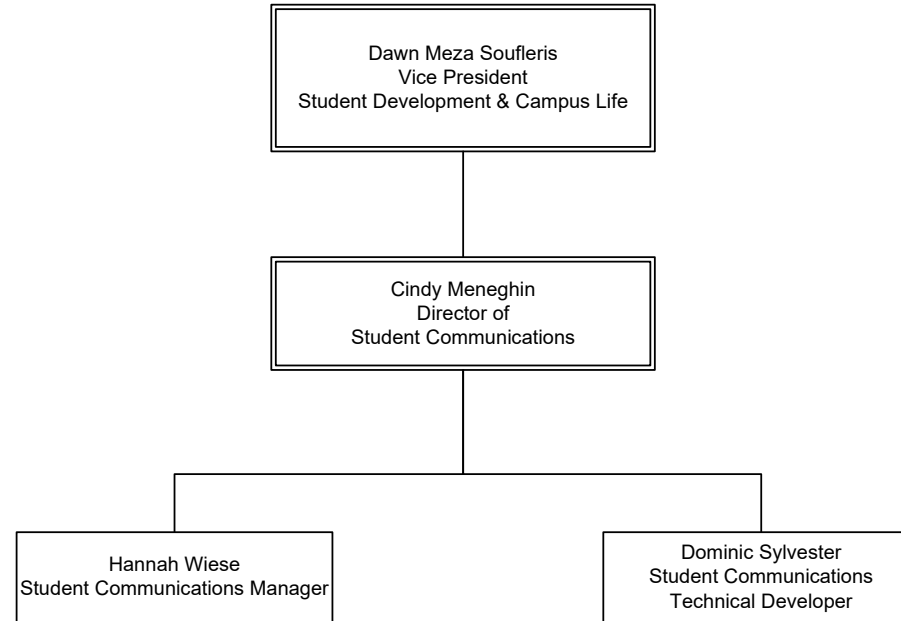 Dawn Meza Soufleris
Vice President
Student Development & Campus Life
Cindy Meneghin
Director of
Student Communications
Hannah Wiese
Student Communications Manager
Dominic Sylvester
Student Communications
Technical Developer